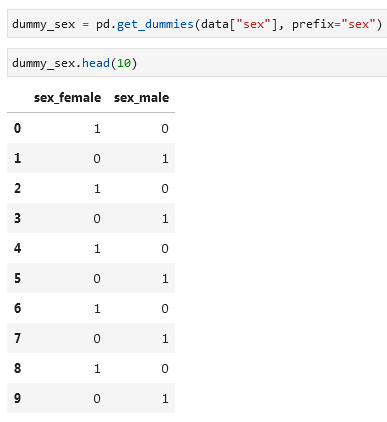 dummy_sex = pd.get_dummies(data["sex"], prefix="sex")
dummy_sex.head(10)
sex_female sex_male
0 1 0
1 0 1
2 1 0
3 0 1
4 1 0
5 0 1
6 1 0
7 0 1
8 1 0
9 0 1